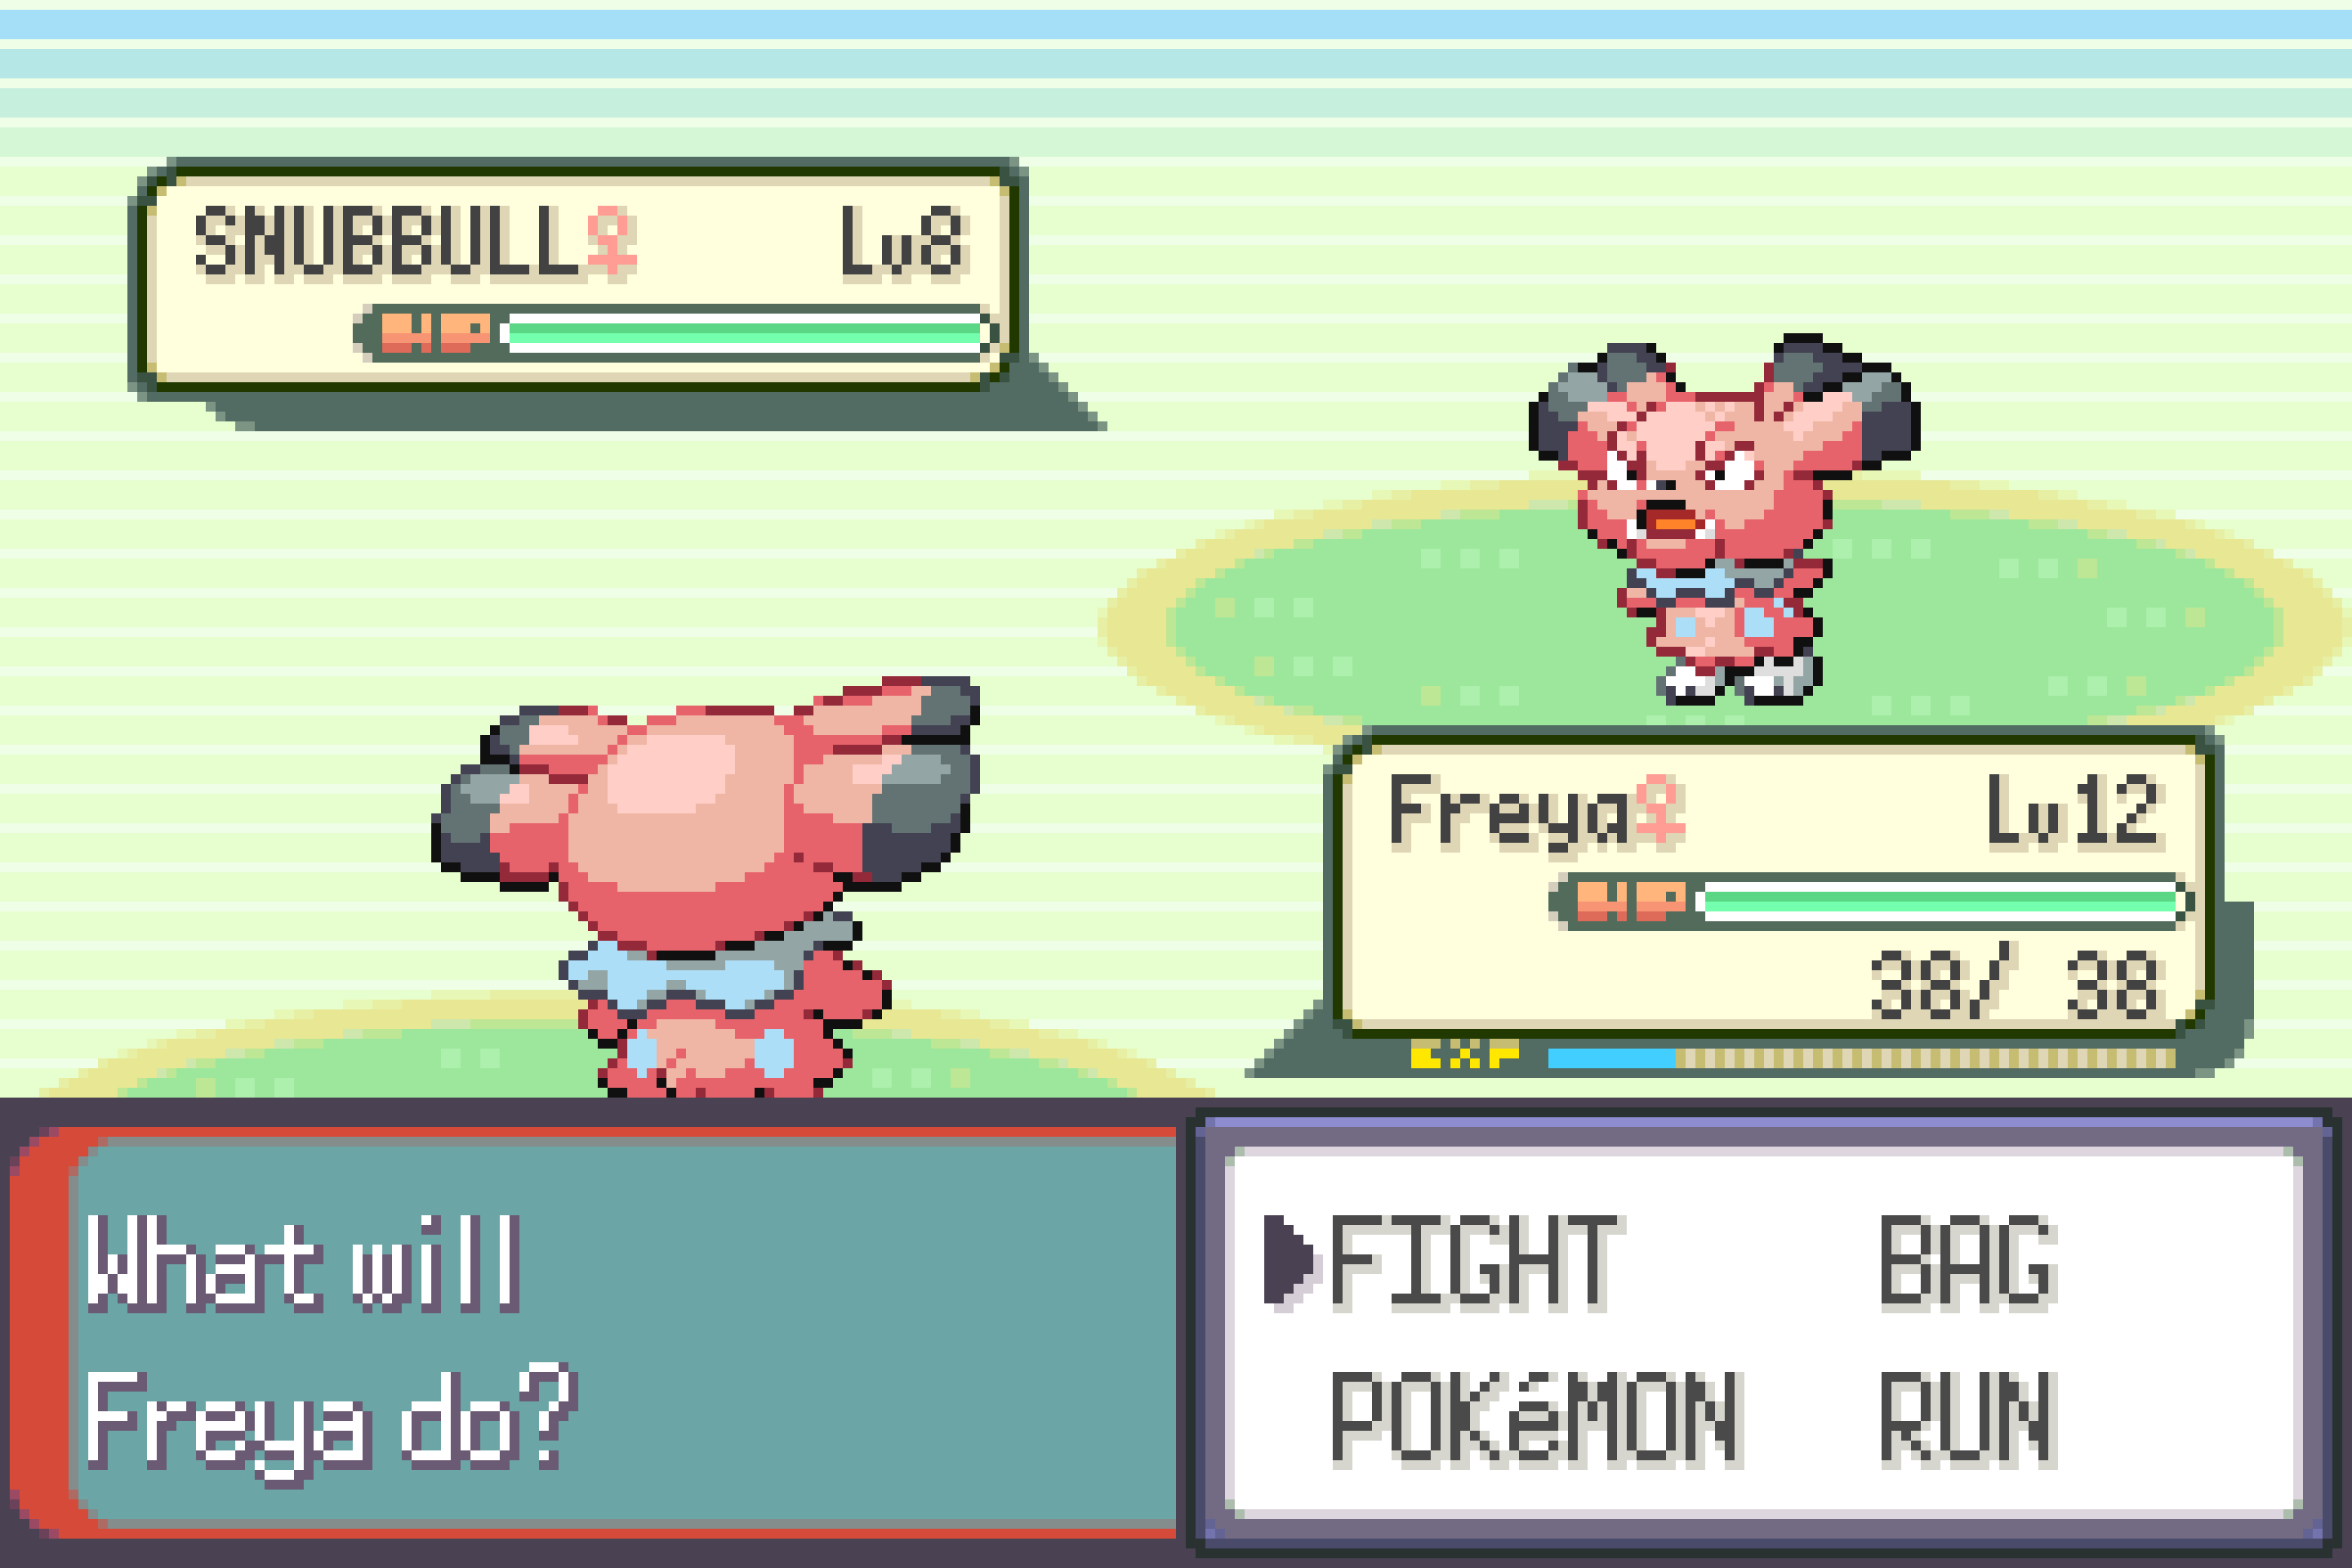 SNUBBULL♀ Lv8
HP
Freya♀ Lv12
HP
38/ 38
EXP
What will
Freya do?
FIGHT BAG
POKéMON RUN